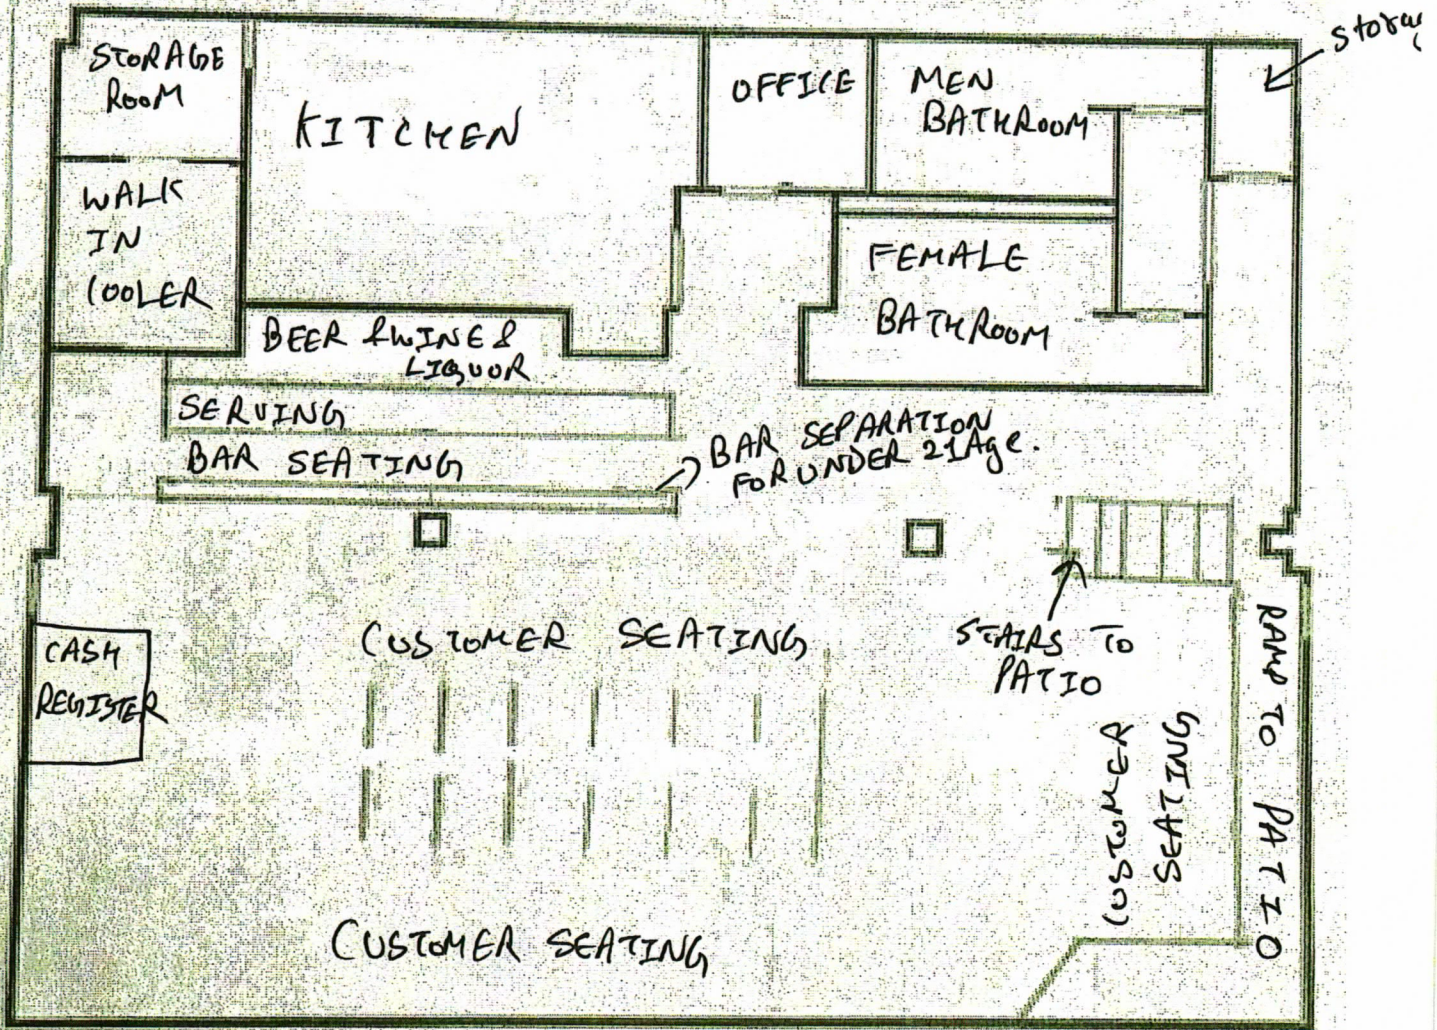 STORAGE
ROOM
KITCHEN
OFFICE
MEN
BATHROOM
WALK
IN
COOLER
FEMALE
BATHROOM
BEER & WINE &
LIQUOR
SERVING
BAR SEATING
BAR SEPARATION
FOR UNDER 21 Age.
CASH
REGISTER
CUSTOMER SEATING
STAIRS TO
PATIO
CUSTOMER
SEATING
RAMP TO PATIO
CUSTOMER SEATING